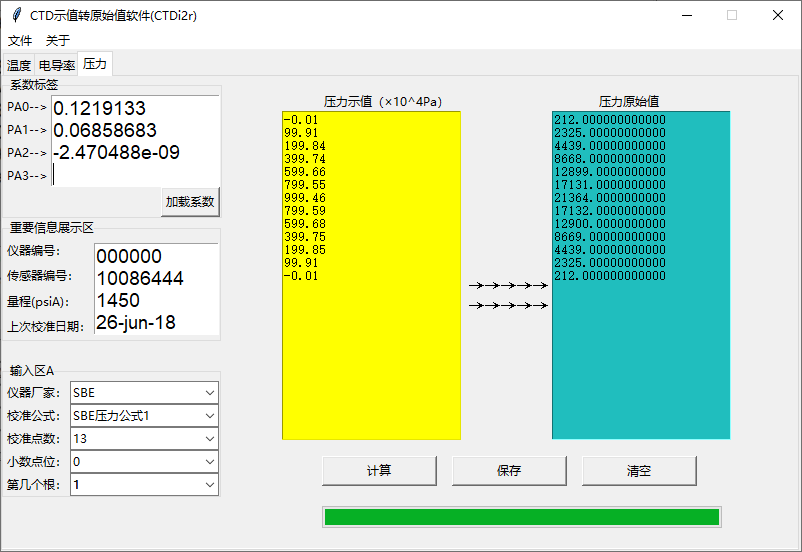 CTD示值转原始值软件(CTDi2r)
文件 关于
温度 电导率 压力
系数标签
PA0--> 0.1219133
PA1--> 0.06858683
PA2--> -2.470488e-09
PA3-->
加载系数
重要信息展示区
仪器编号: 000000
传感器编号: 10086444
量程(psiA): 1450
上次校准日期: 26-jun-18
输入区A
仪器厂家: SBE
校准公式: SBE压力公式1
校准点数: 13
小数点位: 0
第几个根: 1
压力示值（×10^4Pa） 压力原始值
-0.01 212.000000000000
99.91 2325.00000000000
199.84 4439.00000000000
399.74 8668.00000000000
599.66 12899.0000000000
799.55 17131.0000000000
999.46 21364.0000000000
799.59 17132.0000000000
599.68 12900.0000000000
399.75 8669.00000000000
199.85 4439.00000000000
99.91 2325.00000000000
-0.01 212.000000000000
计算 保存 清空